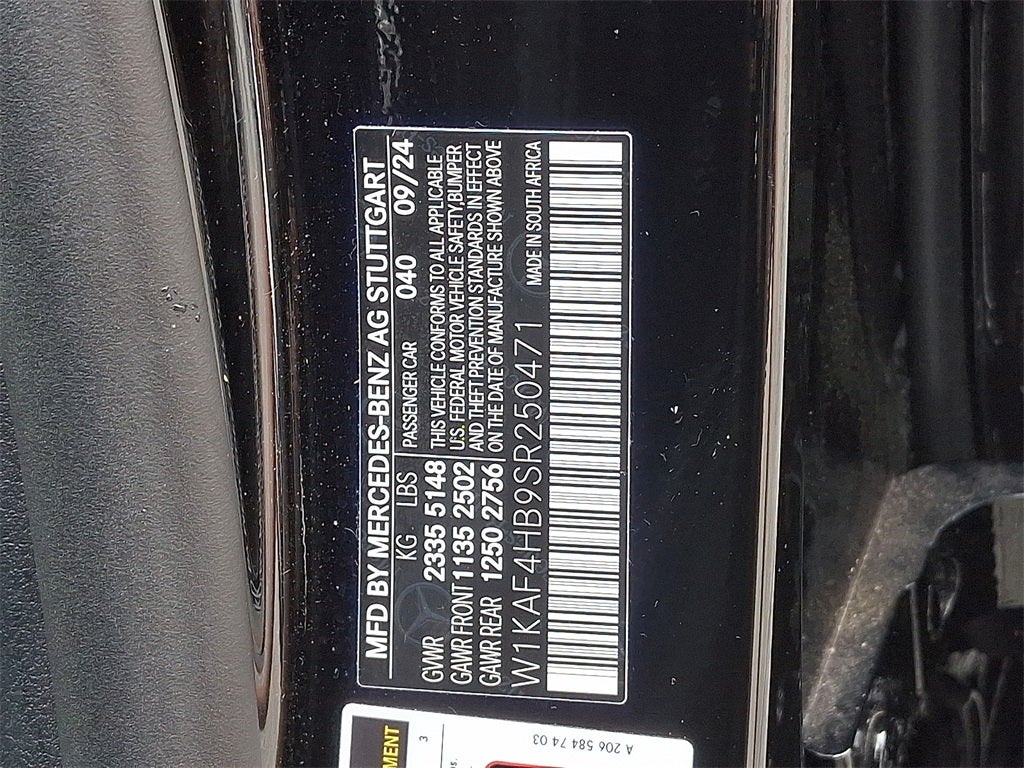 MFD BY MERCEDES-BENZ AG STUTTGART
KG LBS PASSENGER CAR 040 09/24
GVWR 2335 5148 THIS VEHICLE CONFORMS TO ALL APPLICABLE
GAWR FRONT 1135 2502 U.S. FEDERAL MOTOR VEHICLE SAFETY,BUMPER
GAWR REAR 1250 2756 AND THEFT PREVENTION STANDARDS IN EFFECT
ON THE DATE OF MANUFACTURE SHOWN ABOVE
W1KAF4HB9SR250471 MADE IN SOUTH AFRICA
MENT
3
A 206 584 74 03